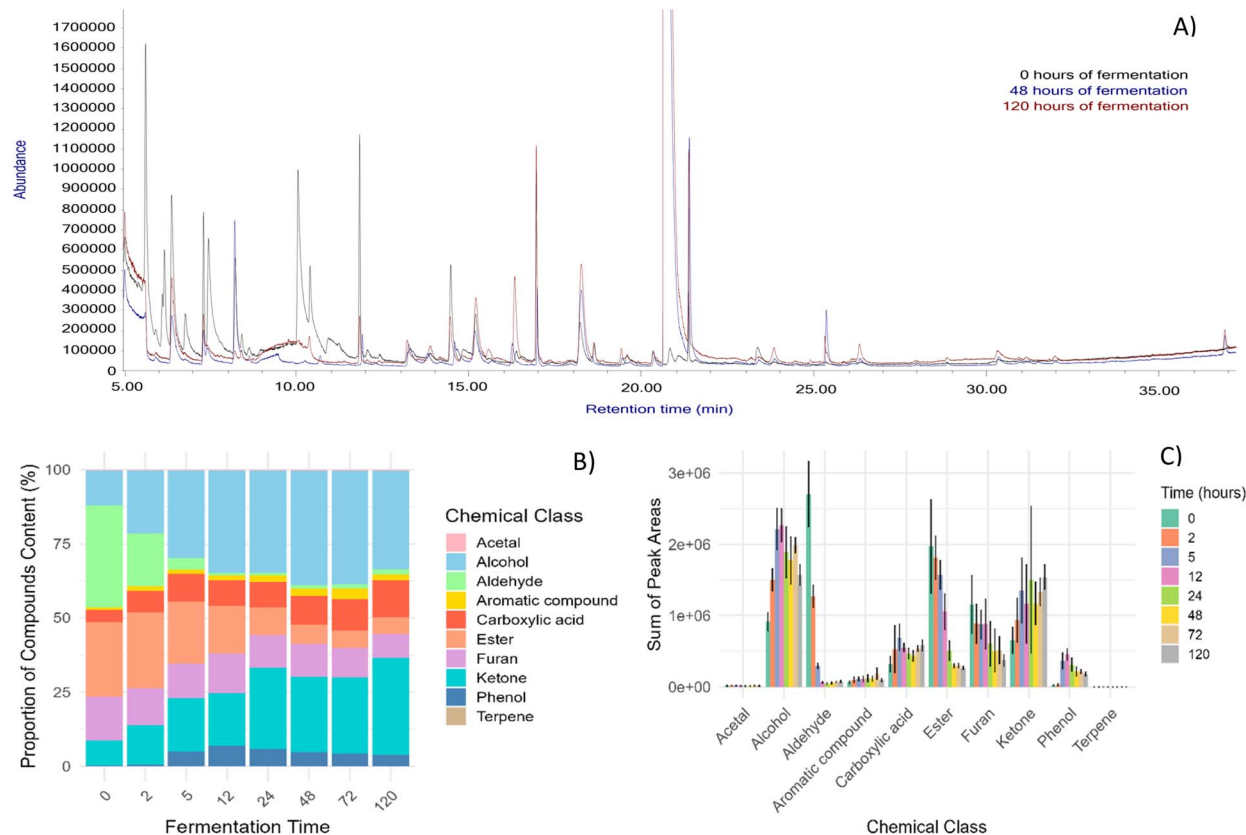 A)
1700000
1600000
1500000
1400000
1300000
1200000
1100000
1000000
900000
800000
700000
600000
500000
400000
300000
200000
100000
0
Abundance
0 hours of fermentation
48 hours of fermentation
120 hours of fermentation
5.00 10.00 15.00 20.00 25.00 30.00 35.00
Retention time (min)
B)
Proportion of Compounds Content (%)
100
75
50
25
0
0 2 5 12 24 48 72 120
Fermentation Time
Chemical Class
Acetal
Alcohol
Aldehyde
Aromatic compound
Carboxylic acid
Ester
Furan
Ketone
Phenol
Terpene
C)
Sum of Peak Areas
3e+06
2e+06
1e+06
0e+00
Acetal
Alcohol
Aldehyde
Aromatic compound
Carboxylic acid
Ester
Furan
Ketone
Phenol
Terpene
Chemical Class
Time (hours)
0
2
5
12
24
48
72
120